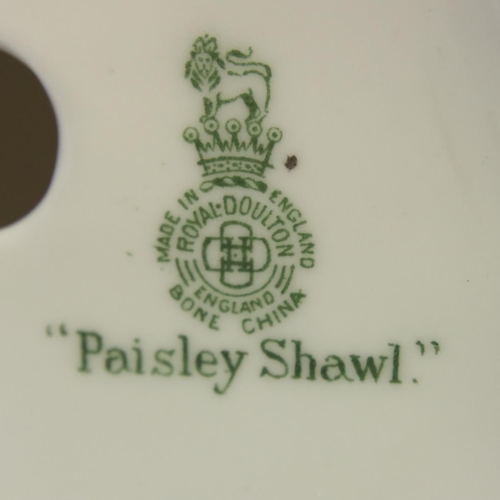 MADE IN ENGLAND
ROYAL·DOULTON
ENGLAND
BONE CHINA
"Paisley Shawl."